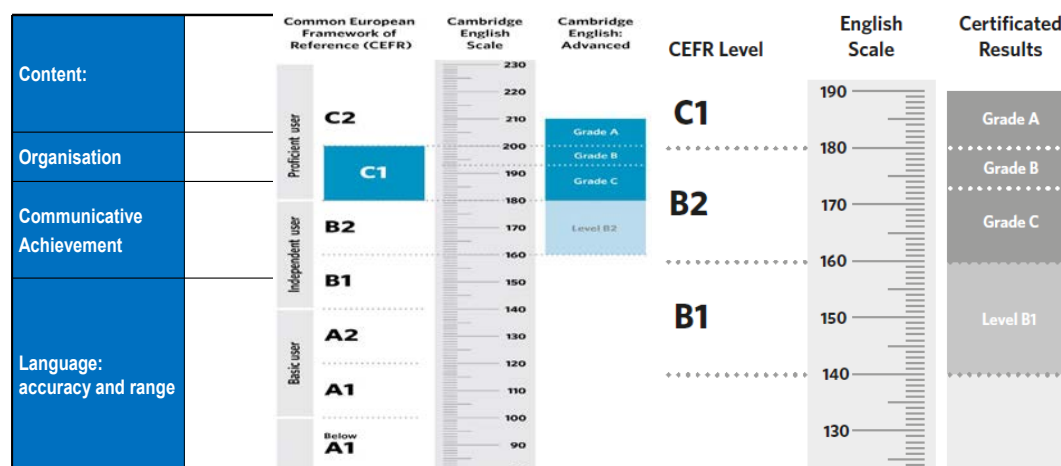 Content:
Organisation
Communicative
Achievement
Language:
accuracy and range
Common European
Framework of
Reference (CEFR)
Proficient user
Independent user
Basic user
C2
C1
B2
B1
A2
A1
Below
A1
Cambridge
English
Scale
230
220
210
200
190
180
170
160
150
140
130
120
110
100
90
Cambridge
English:
Advanced
Grade A
Grade B
Grade C
Level B2
CEFR Level
C1
B2
B1
English
Scale
190
180
170
160
150
140
130
Certificated
Results
Grade A
Grade B
Grade C
Level B1